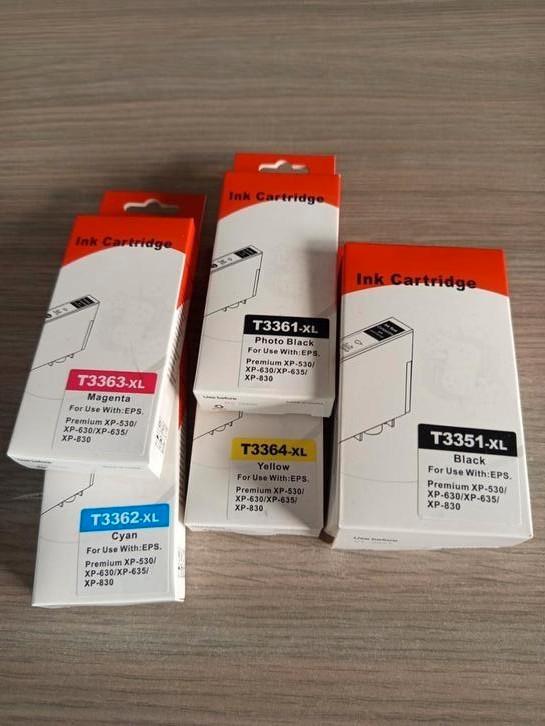 Ink Cartridge
T3361-XL
Photo Black
For Use With:EPS.
Premium XP-530/
XP-630/XP-635/
XP-830
Use before
Ink Cartridge
T3363-XL
Magenta
For Use With:EPS.
Premium XP-530/
XP-630/XP-635/
XP-830
Ink Cartridge
T3351-XL
Black
For Use With:EPS.
Premium XP-530/
XP-630/XP-635/
XP-830
Use before
T3364-XL
Yellow
For Use With:EPS.
Premium XP-530/
XP-630/XP-635/
XP-830
T3362-XL
Cyan
For Use With:EPS.
Premium XP-530/
XP-630/XP-635/
XP-830